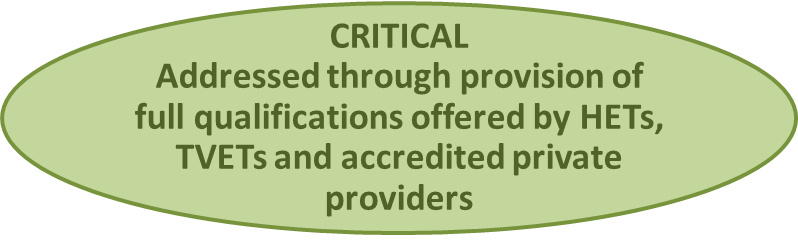 CRITICAL
Addressed through provision of
full qualifications offered by HETs,
TVETs and accredited private
providers